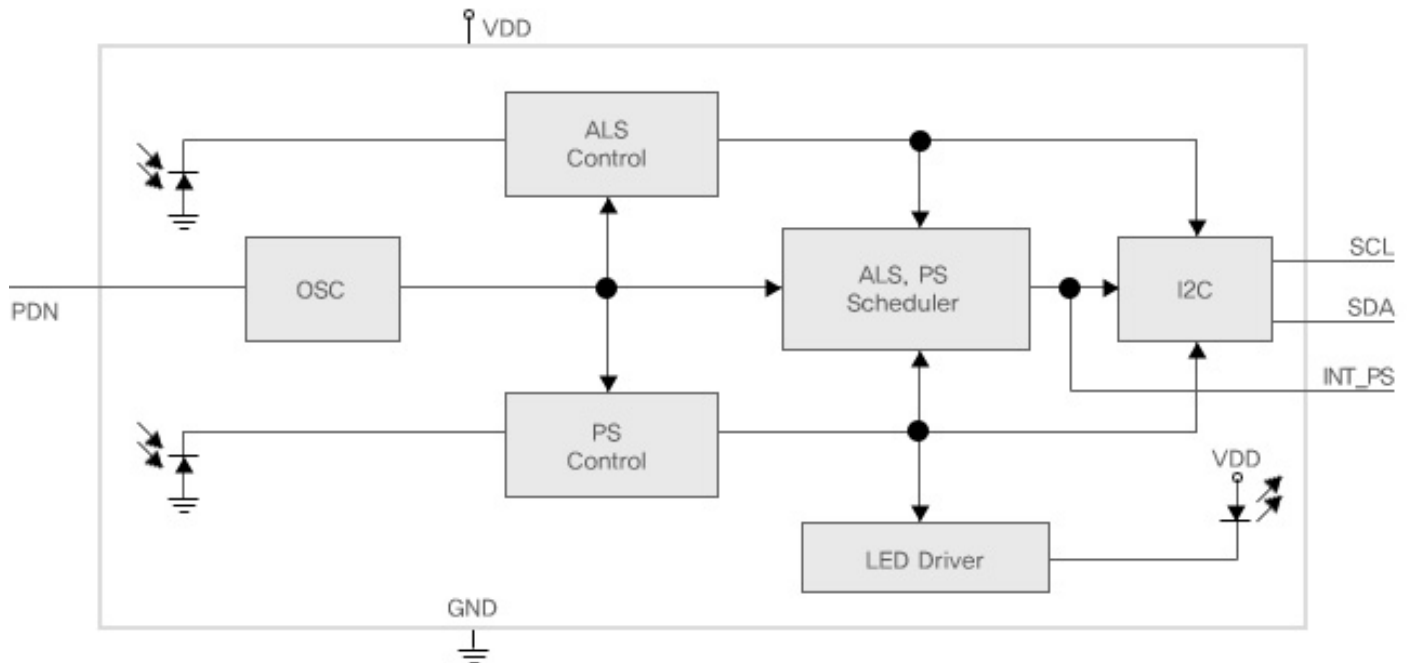 VDD
ALS
Control
OSC
PDN
ALS, PS
Scheduler
I2C
SCL
SDA
INT_PS
PS
Control
VDD
LED Driver
GND